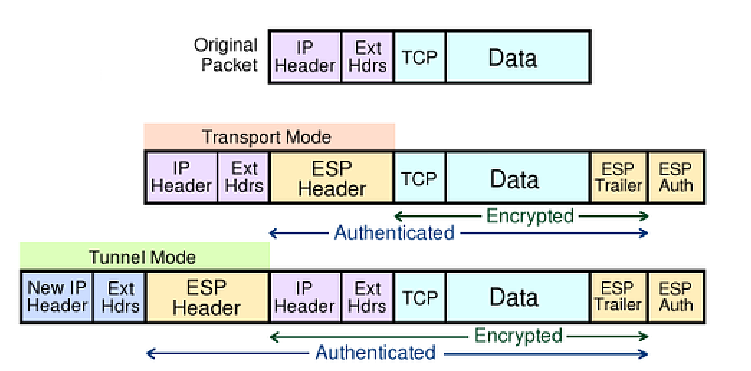 Original
Packet
IP
Header
Ext
Hdrs
TCP
Data
Transport Mode
IP
Header
Ext
Hdrs
ESP
Header
TCP
Data
ESP
Trailer
ESP
Auth
Encrypted
Authenticated
Tunnel Mode
New IP
Header
Ext
Hdrs
ESP
Header
IP
Header
Ext
Hdrs
TCP
Data
ESP
Trailer
ESP
Auth
Encrypted
Authenticated